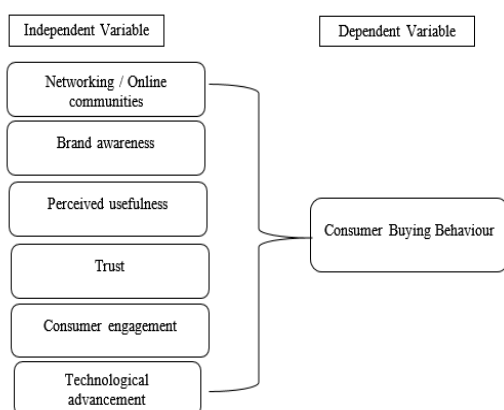 Independent Variable
Dependent Variable
Networking / Online
communities
Brand awareness
Perceived usefulness
Consumer Buying Behaviour
Trust
Consumer engagement
Technological
advancement